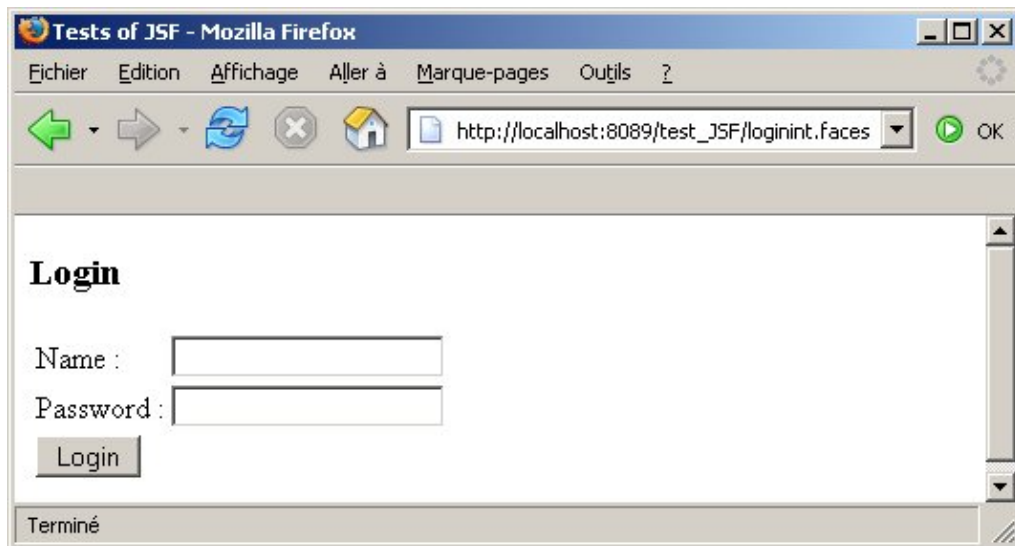 Tests of JSF - Mozilla Firefox
Fichier Edition Affichage Aller à Marque-pages Outils ?
http://localhost:8089/test_JSF/loginint.faces OK
Login
Name :
Password :
Login
Terminé